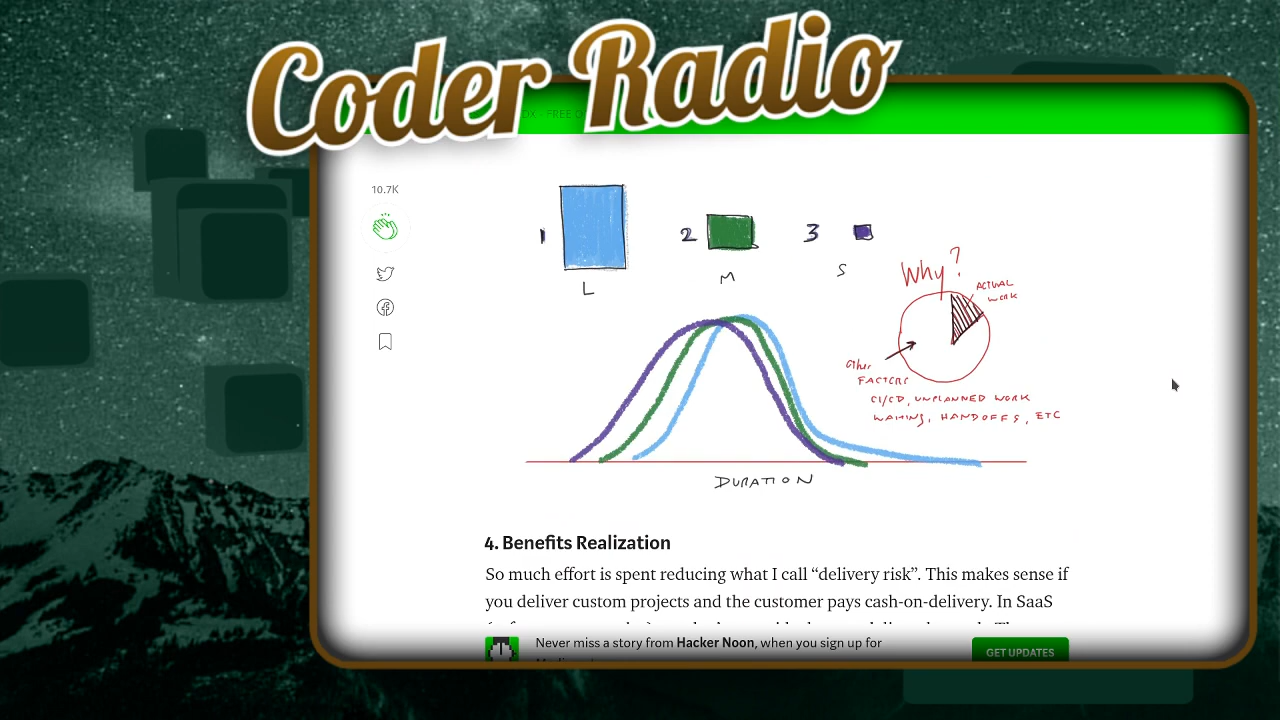 Coder Radio
10.7K
1 2 3
L M S
Why?
ACTUAL
WORK
Other
FACTORS
CI/CD, UNPLANNED WORK
WAITING, HANDOFFS, ETC
DURATION
4. Benefits Realization
So much effort is spent reducing what I call “delivery risk”. This makes sense if
you deliver custom projects and the customer pays cash-on-delivery. In SaaS
Never miss a story from Hacker Noon, when you sign up for
GET UPDATES